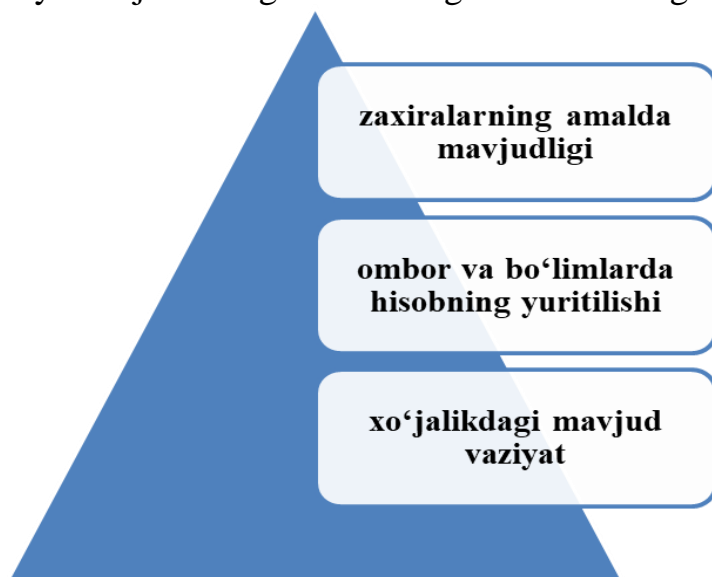 zaxiralarning amalda
mavjudligi
ombor va bo‘limlarda
hisobning yuritilishi
xo‘jalikdagi mavjud
vaziyat